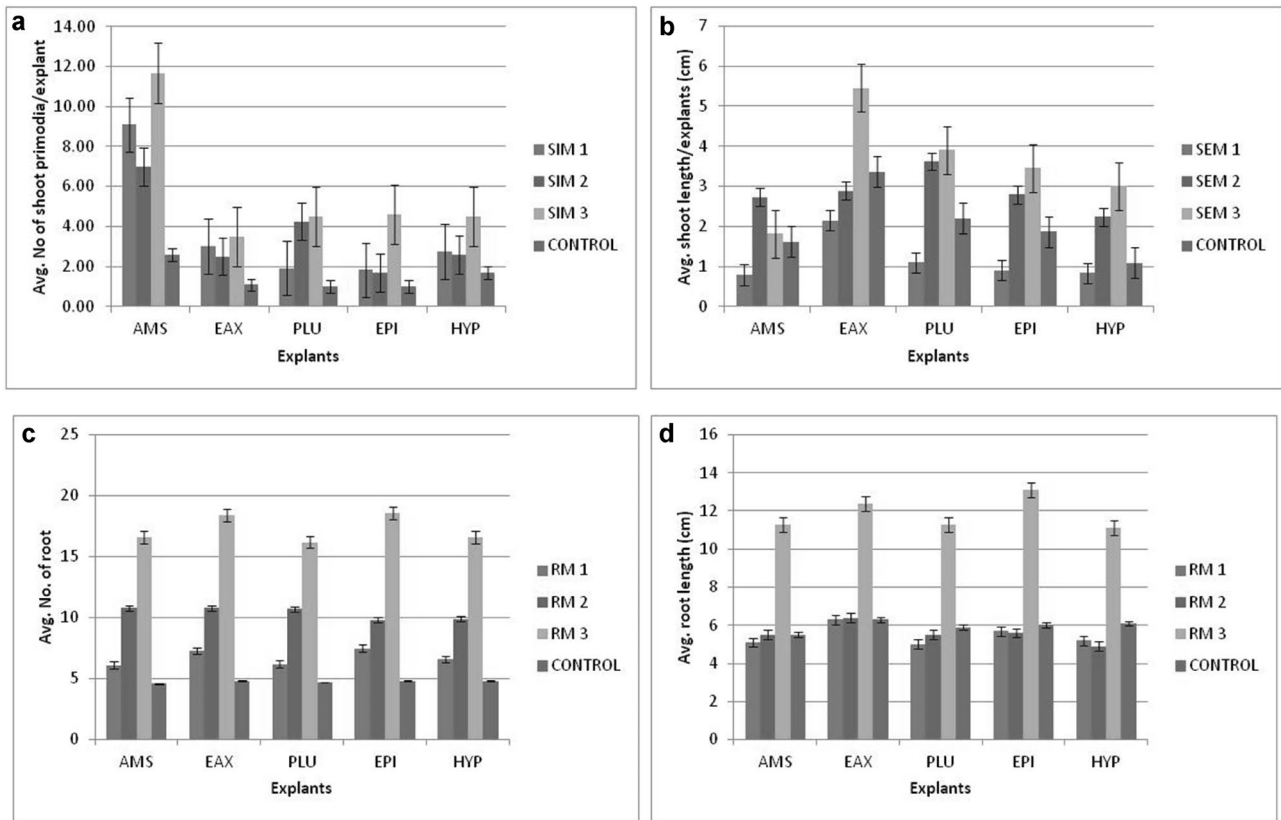 a
Avg. No of shoot primodia/explant
14.00
12.00
10.00
8.00
6.00
4.00
2.00
0.00
AMS EAX PLU EPI HYP
Explants
SIM 1
SIM 2
SIM 3
CONTROL
b
Avg. shoot length/explants (cm)
7
6
5
4
3
2
1
0
AMS EAX PLU EPI HYP
Explants
SEM 1
SEM 2
SEM 3
CONTROL
c
Avg. No. of root
25
20
15
10
5
0
AMS EAX PLU EPI HYP
Explants
RM 1
RM 2
RM 3
CONTROL
d
Avg. root length (cm)
16
14
12
10
8
6
4
2
0
AMS EAX PLU EPI HYP
Explants
RM 1
RM 2
RM 3
CONTROL